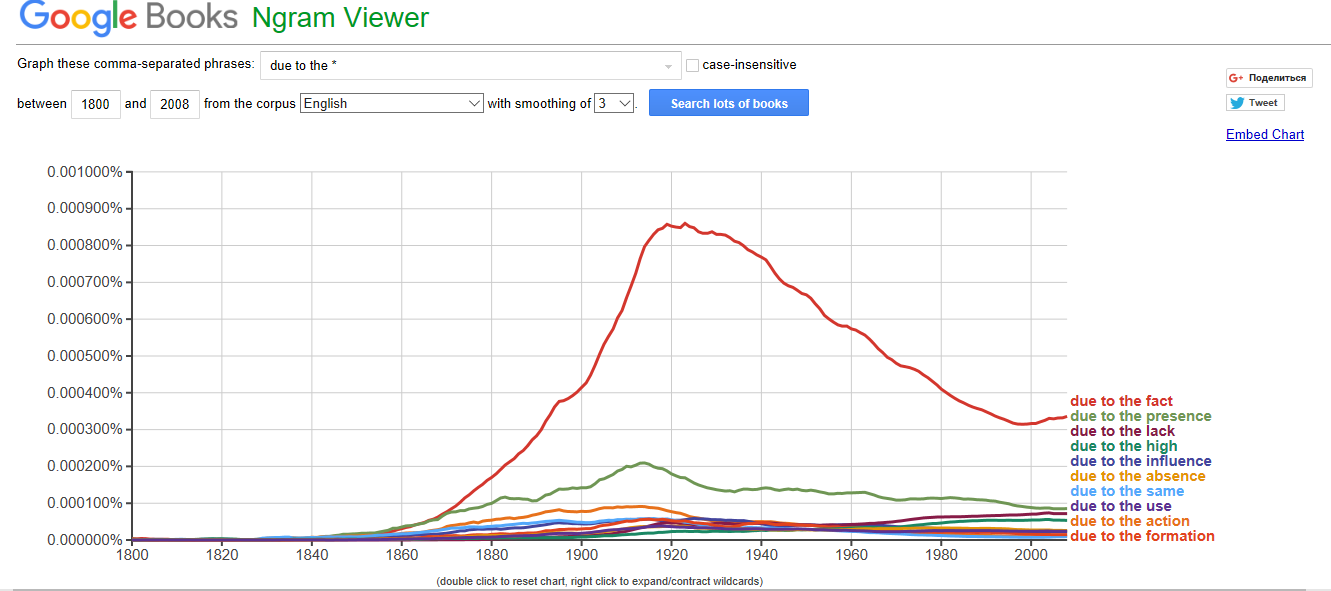 Google Books Ngram Viewer
Graph these comma-separated phrases: due to the * case-insensitive
between 1800 and 2008 from the corpus English with smoothing of 3 . Search lots of books
G+ Поделиться
Tweet
Embed Chart
0.001000%
0.000900%
0.000800%
0.000700%
0.000600%
0.000500%
0.000400%
0.000300%
0.000200%
0.000100%
0.000000%
due to the fact
due to the presence
due to the lack
due to the high
due to the influence
due to the absence
due to the same
due to the use
due to the action
due to the formation
1800 1820 1840 1860 1880 1900 1920 1940 1960 1980 2000
(double click to reset chart, right click to expand/contract wildcards)